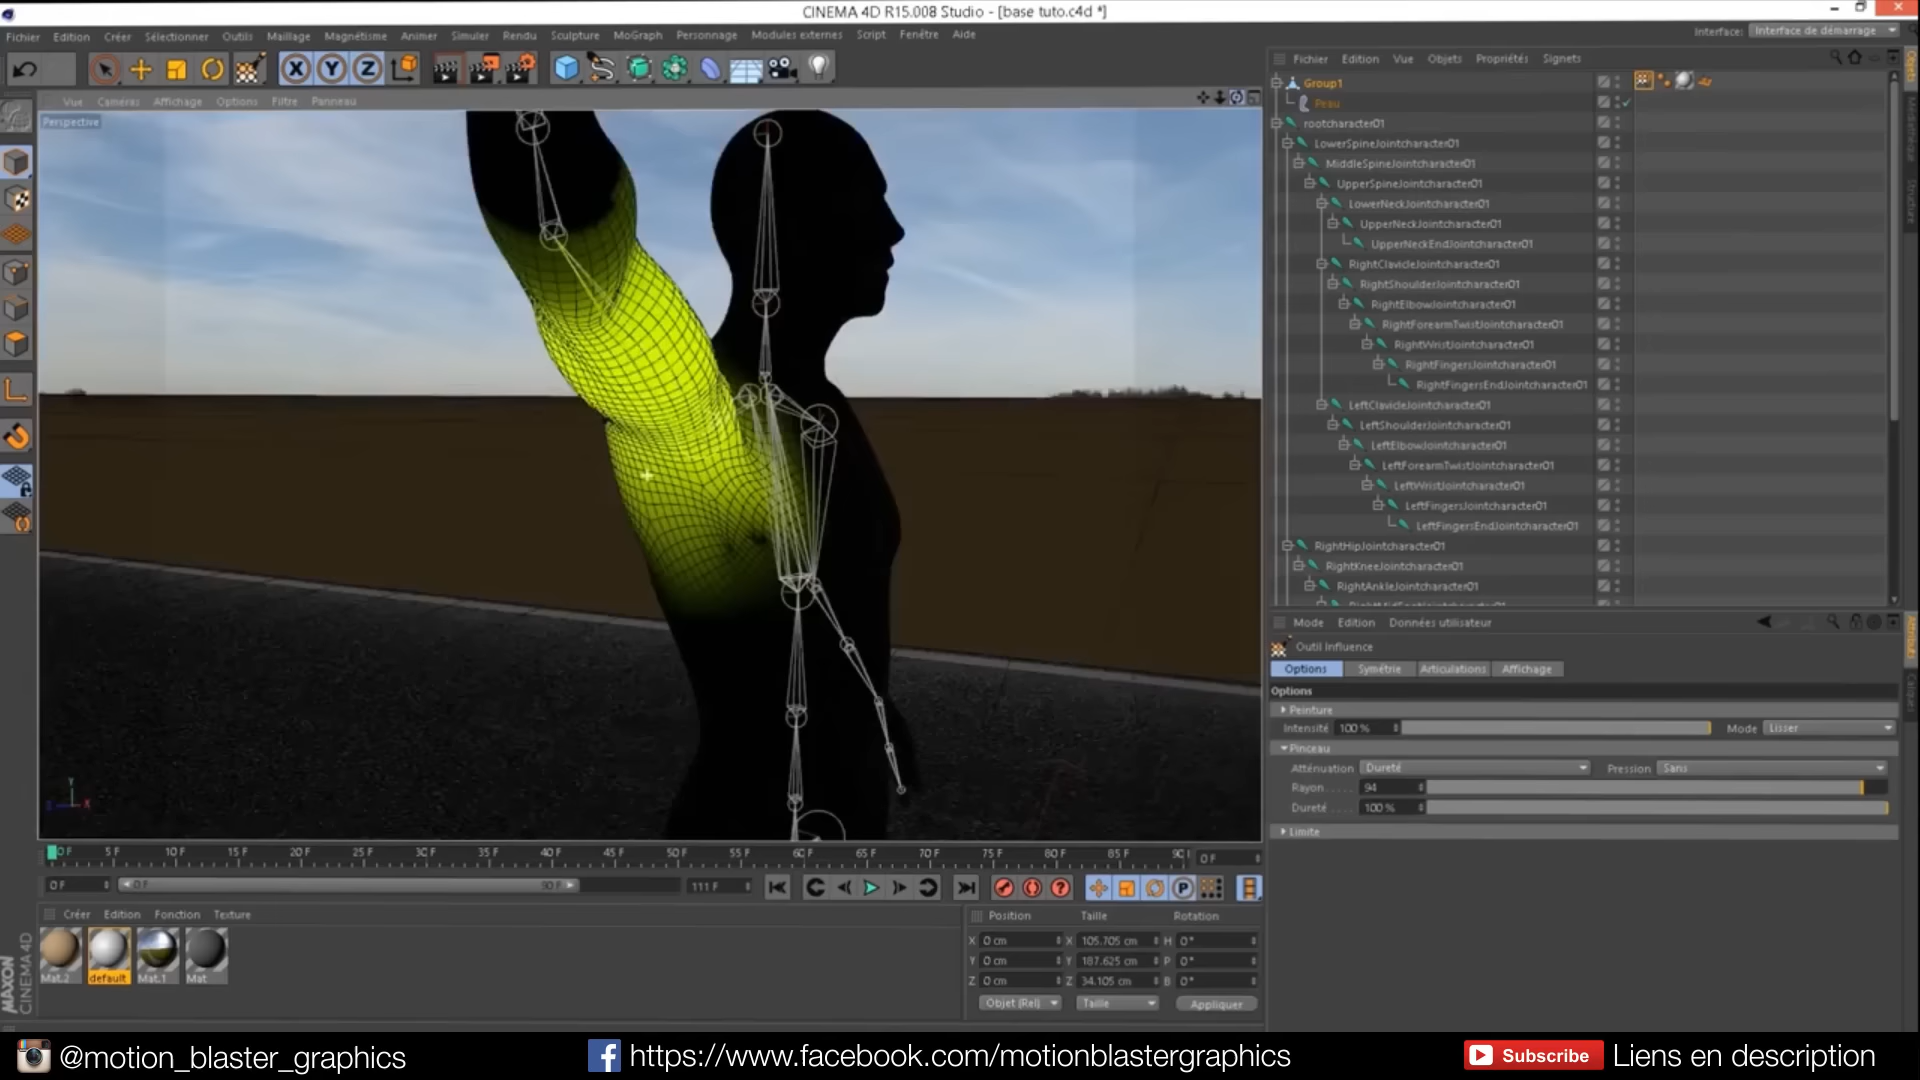 CINEMA 4D R15.008 Studio - [base tuto.c4d *]
Fichier Edition Créer Sélectionner Outils Maillage Magnétisme Animer Simuler Rendu Sculpture MoGraph Personnage Modules externes Script Fenêtre Aide
Interface: Interface de démarrage
Vue Caméras Affichage Options Filtre Panneau
Perspective
Fichier Edition Vue Objets Propriétés Signets
Group1
Peau
rootcharacter01
LowerSpineJointcharacter01
MiddleSpineJointcharacter01
UpperSpineJointcharacter01
LowerNeckJointcharacter01
UpperNeckJointcharacter01
UpperNeckEndJointcharacter01
RightClavicleJointcharacter01
RightShoulderJointcharacter01
RightElbowJointcharacter01
RightForearmTwistJointcharacter01
RightWristJointcharacter01
RightFingersJointcharacter01
RightFingersEndJointcharacter01
LeftClavicleJointcharacter01
LeftShoulderJointcharacter01
LeftElbowJointcharacter01
LeftForearmTwistJointcharacter01
LeftWristJointcharacter01
LeftFingersJointcharacter01
LeftFingersEndJointcharacter01
RightHipJointcharacter01
RightKneeJointcharacter01
RightAnkleJointcharacter01
Objets
Structure
Mode Edition Données utilisateur
Outil Influence
Options Symétrie Articulations Affichage
Options
Peinture
Intensité 100 % Mode Lisser
Pinceau
Atténuation Dureté Pression Sans
Rayon 94
Dureté 100 %
Limite
Attributs
Calques
X Y Z
Y X
0 F 5 F 10 F 15 F 20 F 25 F 30 F 35 F 40 F 45 F 50 F 55 F 60 F 65 F 70 F 75 F 80 F 85 F 90 0 F
0 F 0 F 90 F 111 F P
Créer Edition Fonction Texture
Mat.2 default Mat.1 Mat
Position Taille Rotation
X 0 cm X 105.705 cm H 0°
Y 0 cm Y 187.625 cm P 0°
Z 0 cm Z 34.105 cm B 0°
Objet (Rel) Taille Appliquer
MAXON CINEMA 4D
@motion_blaster_graphics
https://www.facebook.com/motionblastergraphics
Subscribe
Liens en description